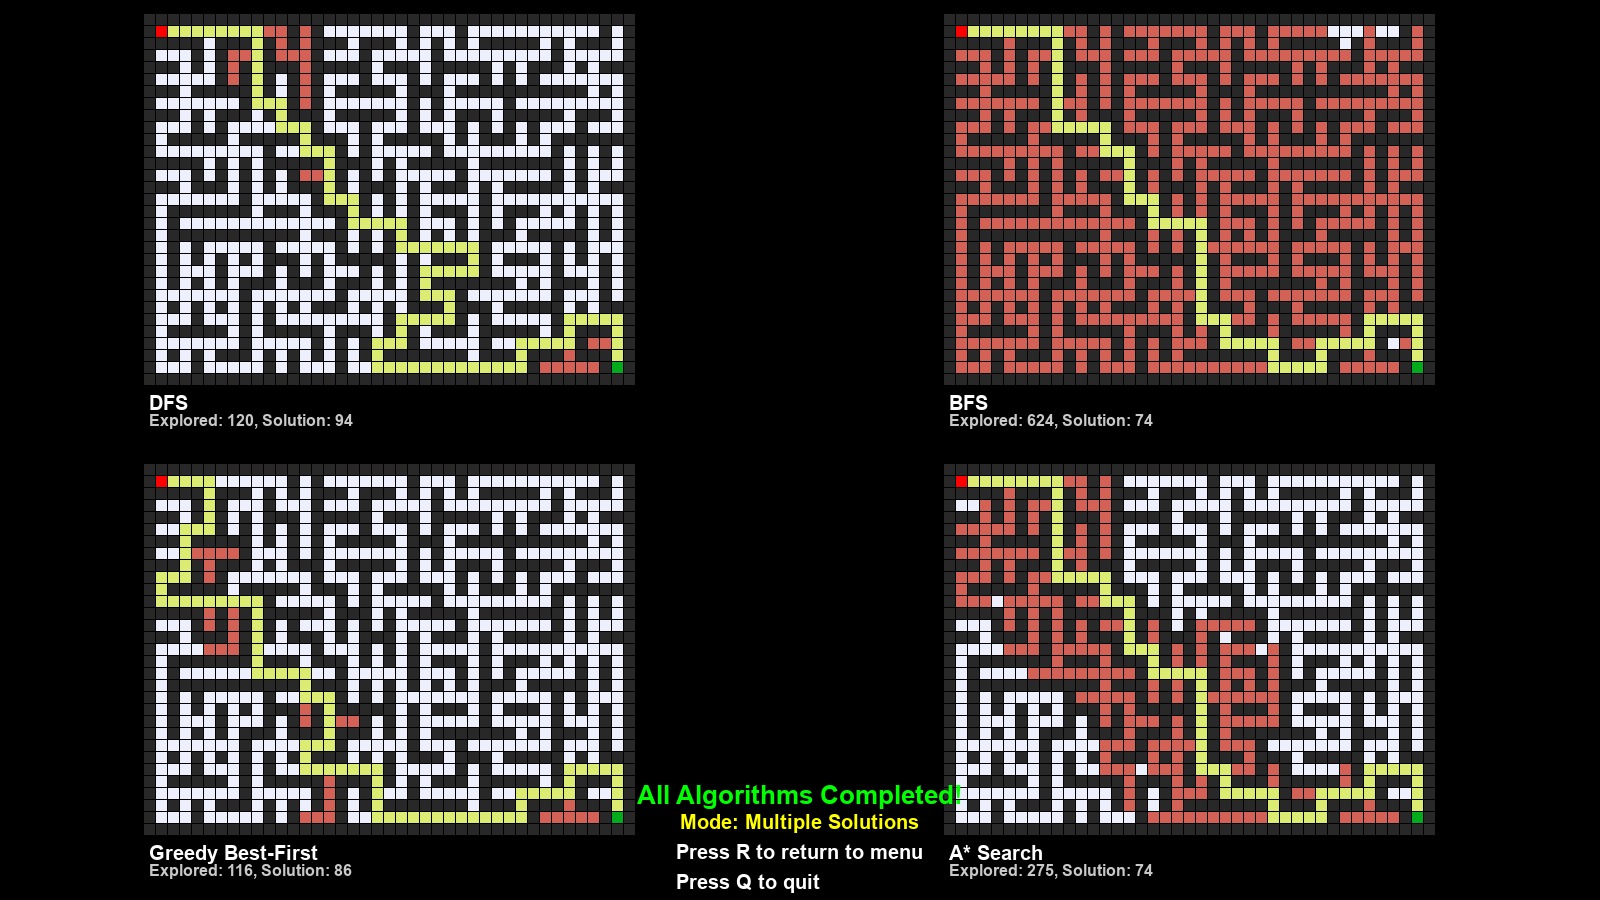 DFS
Explored: 120, Solution: 94
BFS
Explored: 624, Solution: 74
Greedy Best-First
Explored: 116, Solution: 86
All Algorithms Completed!
Mode: Multiple Solutions
Press R to return to menu
Press Q to quit
A* Search
Explored: 275, Solution: 74